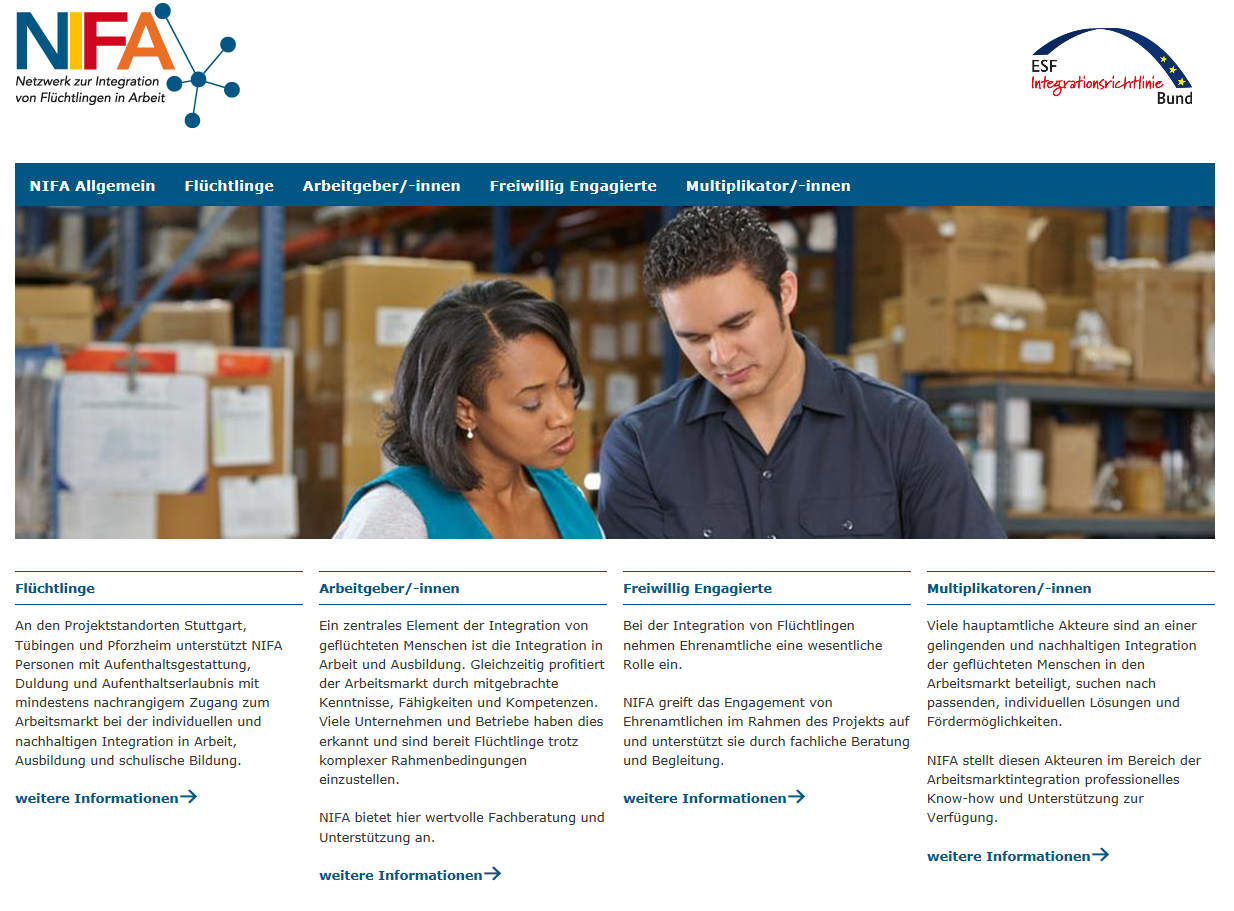 NIFA
Netzwerk zur Integration
von Flüchtlingen in Arbeit
ESF
Integrationsrichtlinie
Bund
NIFA Allgemein Flüchtlinge Arbeitgeber/-innen Freiwillig Engagierte Multiplikator/-innen
Flüchtlinge
An den Projektstandorten Stuttgart,
Tübingen und Pforzheim unterstützt NIFA
Personen mit Aufenthaltsgestattung,
Duldung und Aufenthaltserlaubnis mit
mindestens nachrangigem Zugang zum
Arbeitsmarkt bei der individuellen und
nachhaltigen Integration in Arbeit,
Ausbildung und schulische Bildung.
weitere Informationen→
Arbeitgeber/-innen
Ein zentrales Element der Integration von
geflüchteten Menschen ist die Integration in
Arbeit und Ausbildung. Gleichzeitig profitiert
der Arbeitsmarkt durch mitgebrachte
Kenntnisse, Fähigkeiten und Kompetenzen.
Viele Unternehmen und Betriebe haben dies
erkannt und sind bereit Flüchtlinge trotz
komplexer Rahmenbedingungen
einzustellen.
NIFA bietet hier wertvolle Fachberatung und
Unterstützung an.
weitere Informationen→
Freiwillig Engagierte
Bei der Integration von Flüchtlingen
nehmen Ehrenamtliche eine wesentliche
Rolle ein.
NIFA greift das Engagement von
Ehrenamtlichen im Rahmen des Projekts auf
und unterstützt sie durch fachliche Beratung
und Begleitung.
weitere Informationen→
Multiplikatoren/-innen
Viele hauptamtliche Akteure sind an einer
gelingenden und nachhaltigen Integration
der geflüchteten Menschen in den
Arbeitsmarkt beteiligt, suchen nach
passenden, individuellen Lösungen und
Fördermöglichkeiten.
NIFA stellt diesen Akteuren im Bereich der
Arbeitsmarktintegration professionelles
Know-how und Unterstützung zur
Verfügung.
weitere Informationen→